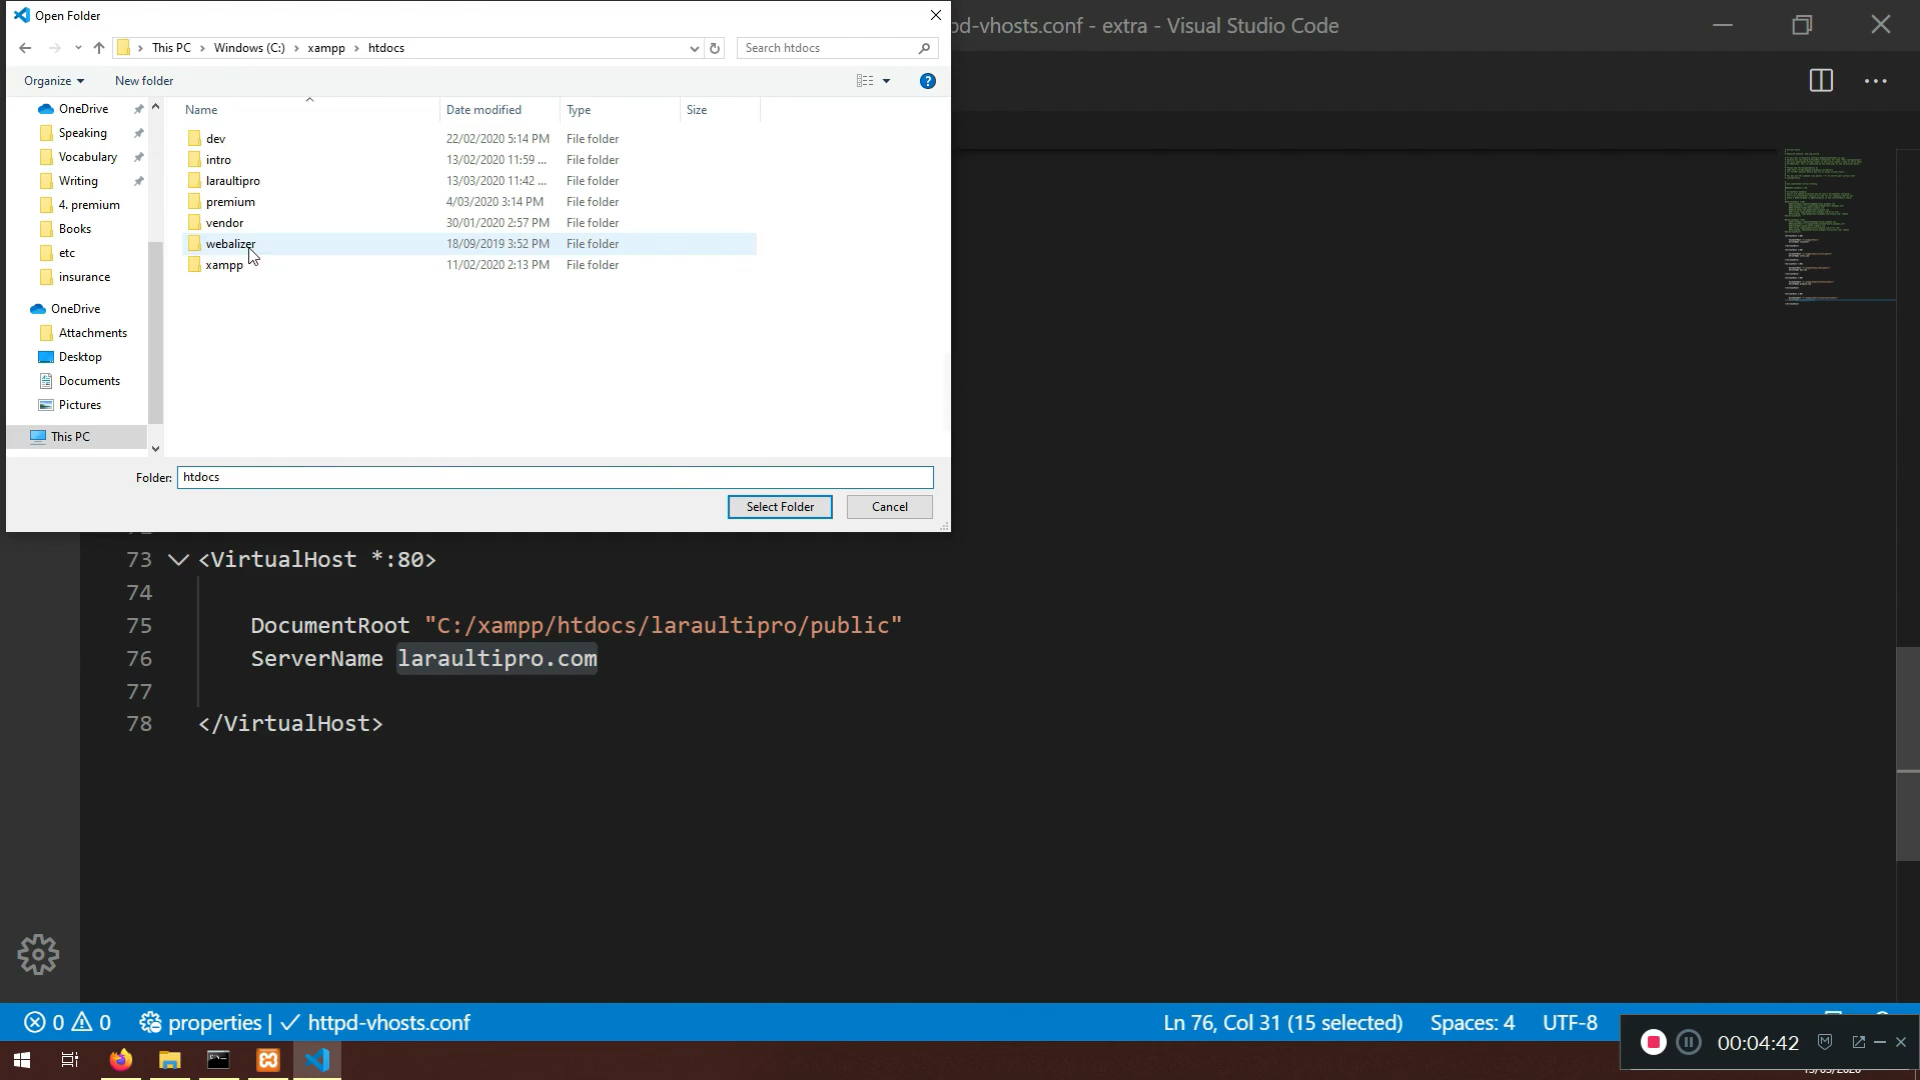 Open Folder
pd-vhosts.conf - extra - Visual Studio Code
This PC > Windows (C:) > xampp > htdocs
Search htdocs
Organize
New folder
Name
Date modified
Type
Size
OneDrive
Speaking
Vocabulary
Writing
4. premium
Books
etc
insurance
OneDrive
Attachments
Desktop
Documents
Pictures
This PC
dev 22/02/2020 5:14 PM File folder
intro 13/02/2020 11:59 ... File folder
laraultipro 13/03/2020 11:42 ... File folder
premium 4/03/2020 3:14 PM File folder
vendor 30/01/2020 2:57 PM File folder
webalizer 18/09/2019 3:52 PM File folder
xampp 11/02/2020 2:13 PM File folder
Folder: htdocs
Select Folder
Cancel
73 <VirtualHost *:80>
74
75 DocumentRoot "C:/xampp/htdocs/laraultipro/public"
76 ServerName laraultipro.com
77
78 </VirtualHost>
0 0 properties | ✓ httpd-vhosts.conf
Ln 76, Col 31 (15 selected)
Spaces: 4
UTF-8
00:04:42